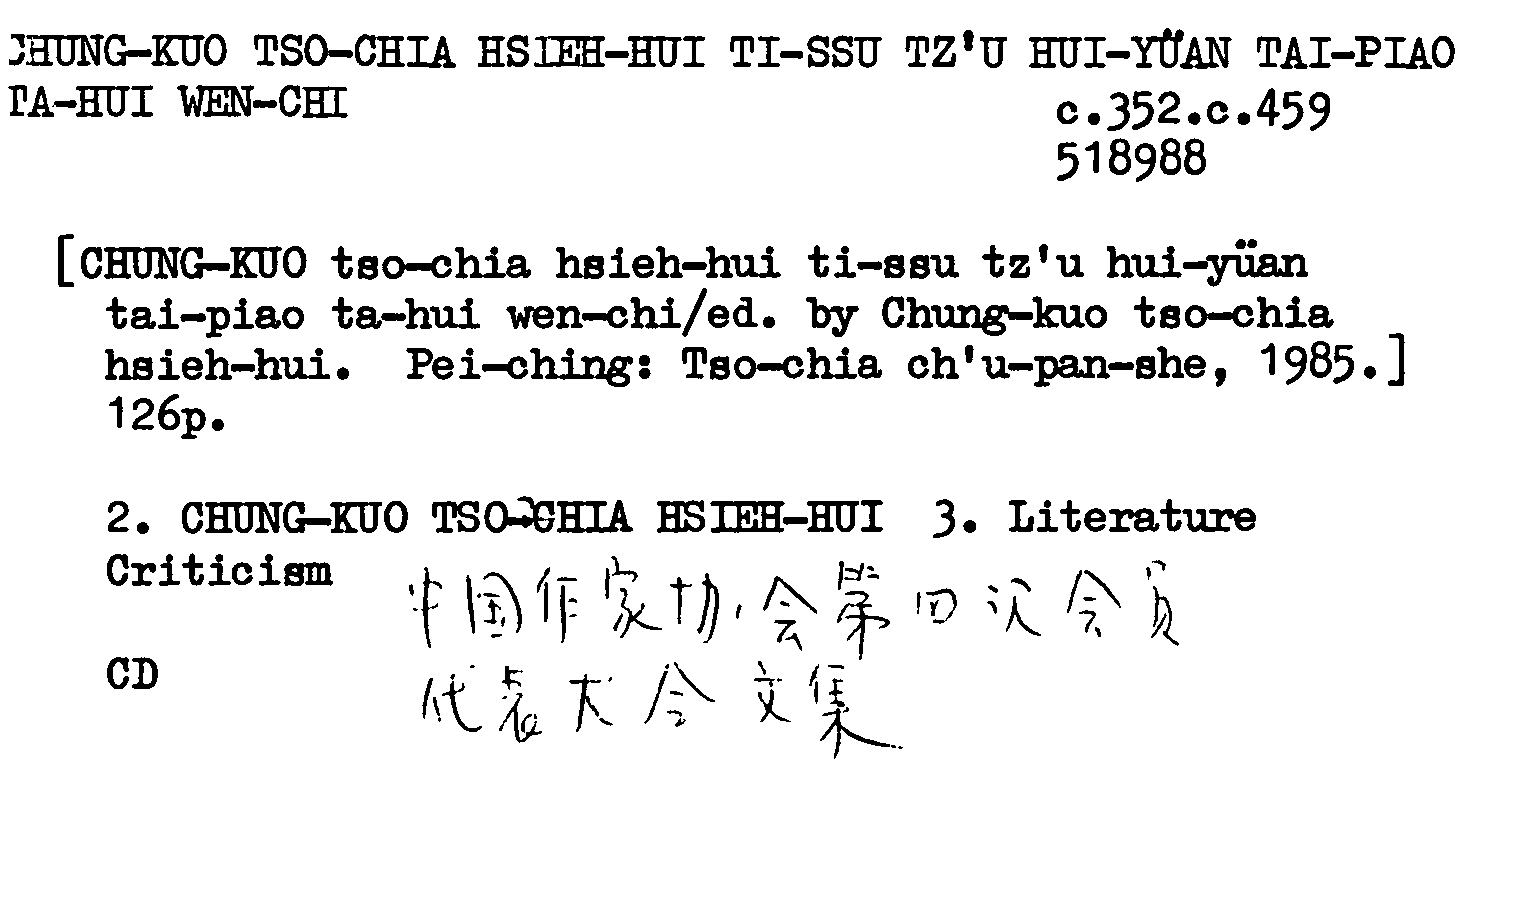 CHUNG-KUO TSO-CHIA HSIEH-HUI TI-SSU TZ'U HUI-YÜAN TAI-PIAO
TA-HUI WEN-CHI
c.352.c.459
518988
[CHUNG-KUO tso-chia hsieh-hui ti-ssu tz'u hui-yüan
tai-piao ta-hui wen-chi/ed. by Chung-kuo tso-chia
hsieh-hui. Pei-ching: Tso-chia ch'u-pan-she, 1985.]
126p.
2. CHUNG-KUO TSO-CHIA HSIEH-HUI 3. Literature
Criticism
中国作家协会第四次会员
CD
代表大会文集